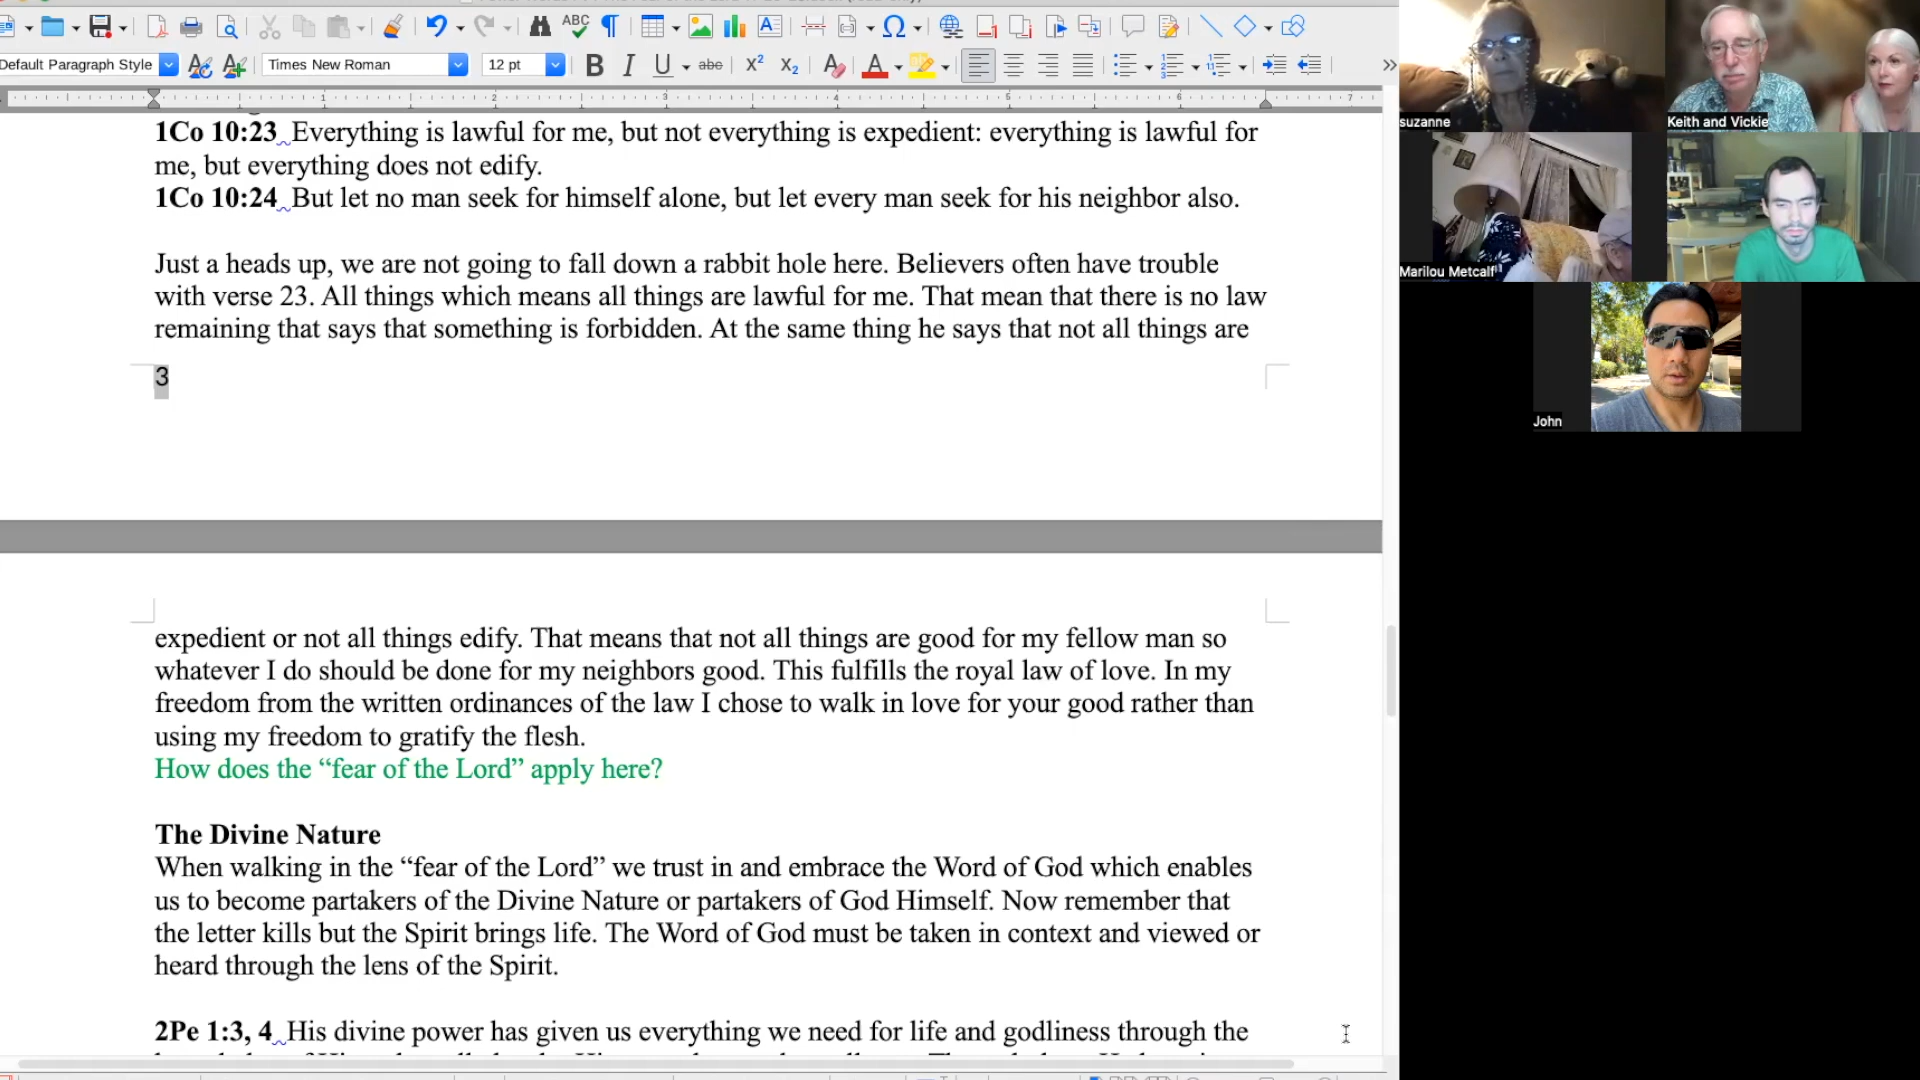 Default Paragraph Style
Times New Roman
12 pt
1Co 10:23 Everything is lawful for me, but not everything is expedient: everything is lawful for
me, but everything does not edify.
1Co 10:24 But let no man seek for himself alone, but let every man seek for his neighbor also.
Just a heads up, we are not going to fall down a rabbit hole here. Believers often have trouble
with verse 23. All things which means all things are lawful for me. That mean that there is no law
remaining that says that something is forbidden. At the same thing he says that not all things are
3
expedient or not all things edify. That means that not all things are good for my fellow man so
whatever I do should be done for my neighbors good. This fulfills the royal law of love. In my
freedom from the written ordinances of the law I chose to walk in love for your good rather than
using my freedom to gratify the flesh.
How does the “fear of the Lord” apply here?
The Divine Nature
When walking in the “fear of the Lord” we trust in and embrace the Word of God which enables
us to become partakers of the Divine Nature or partakers of God Himself. Now remember that
the letter kills but the Spirit brings life. The Word of God must be taken in context and viewed or
heard through the lens of the Spirit.
2Pe 1:3, 4 His divine power has given us everything we need for life and godliness through the
suzanne
Keith and Vickie
Marilou Metcalf
John